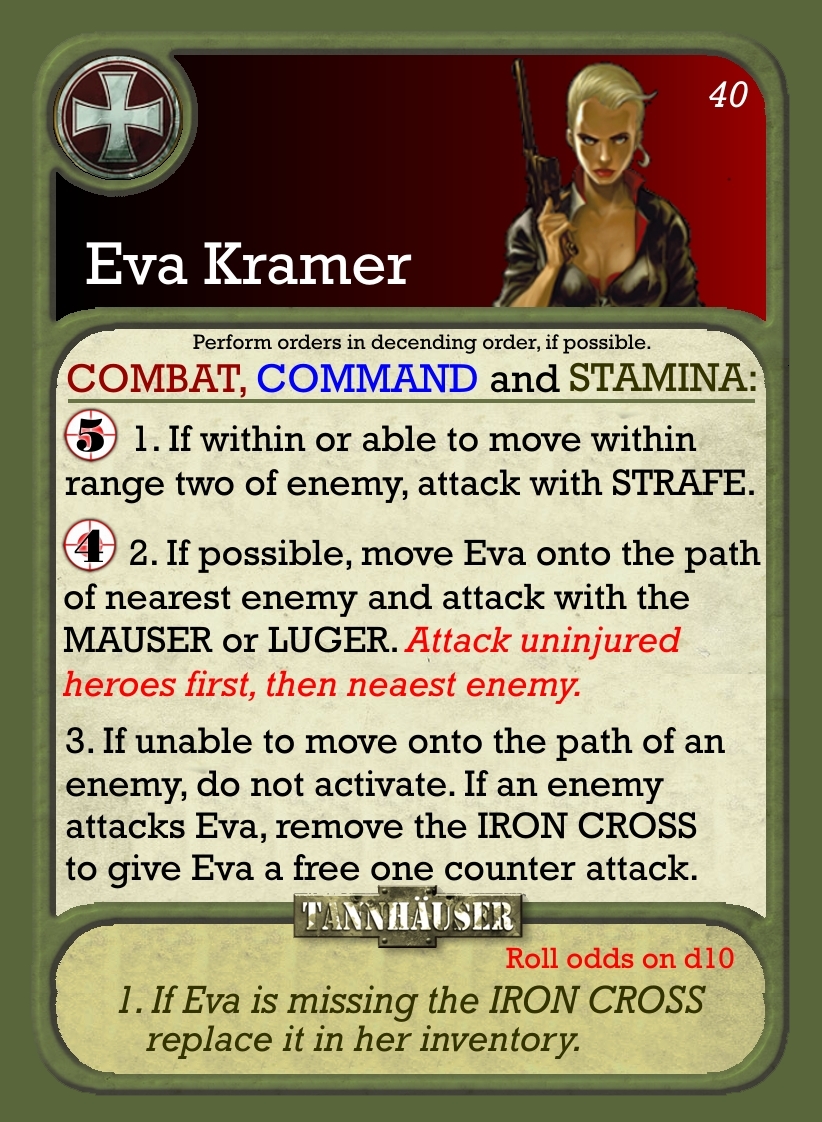 40
Eva Kramer
Perform orders in decending order, if possible.
COMBAT, COMMAND and STAMINA:
5 1. If within or able to move within
range two of enemy, attack with STRAFE.
4 2. If possible, move Eva onto the path
of nearest enemy and attack with the
MAUSER or LUGER. Attack uninjured
heroes first, then neaest enemy.
3. If unable to move onto the path of an
enemy, do not activate. If an enemy
attacks Eva, remove the IRON CROSS
to give Eva a free one counter attack.
TANNHÄUSER
Roll odds on d10
1. If Eva is missing the IRON CROSS
replace it in her inventory.